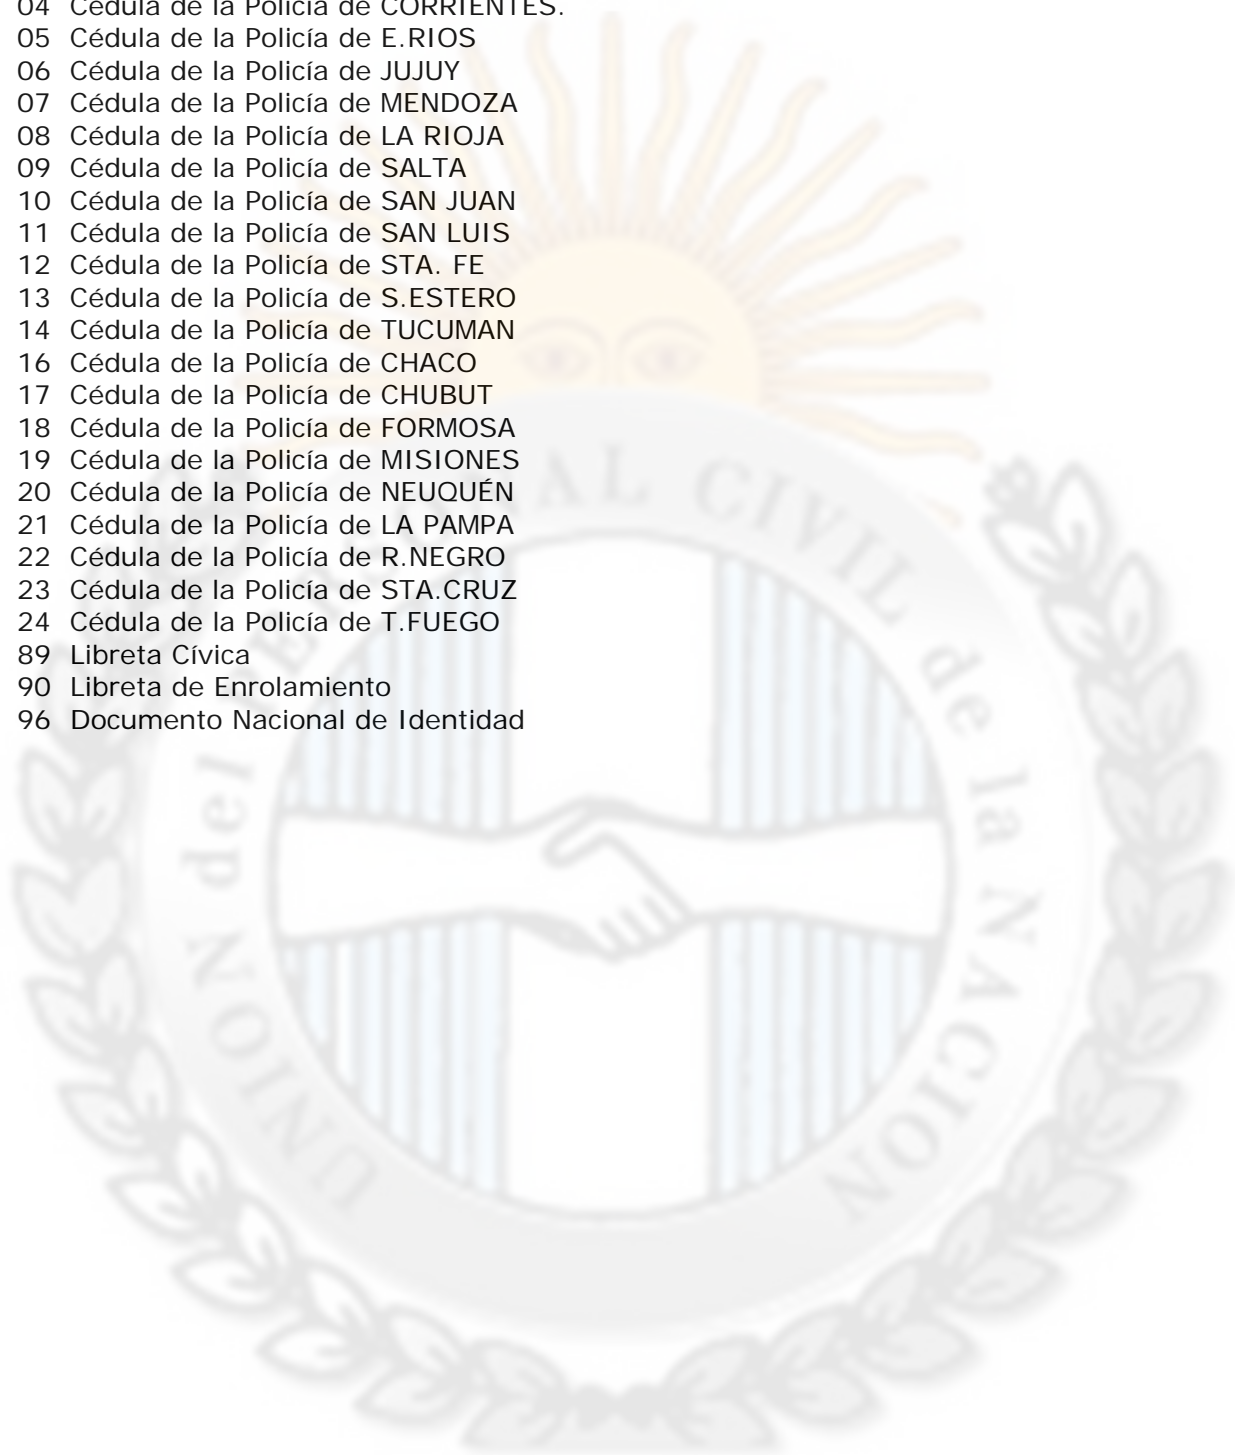 04 Cédula de la Policía de CORRIENTES.
05 Cédula de la Policía de E.RIOS
06 Cédula de la Policía de JUJUY
07 Cédula de la Policía de MENDOZA
08 Cédula de la Policía de LA RIOJA
09 Cédula de la Policía de SALTA
10 Cédula de la Policía de SAN JUAN
11 Cédula de la Policía de SAN LUIS
12 Cédula de la Policía de STA. FE
13 Cédula de la Policía de S.ESTERO
14 Cédula de la Policía de TUCUMAN
16 Cédula de la Policía de CHACO
17 Cédula de la Policía de CHUBUT
18 Cédula de la Policía de FORMOSA
19 Cédula de la Policía de MISIONES
20 Cédula de la Policía de NEUQUÉN
21 Cédula de la Policía de LA PAMPA
22 Cédula de la Policía de R.NEGRO
23 Cédula de la Policía de STA.CRUZ
24 Cédula de la Policía de T.FUEGO
89 Libreta Cívica
90 Libreta de Enrolamiento
96 Documento Nacional de Identidad
UNION del PERSONAL CIVIL de la NACION